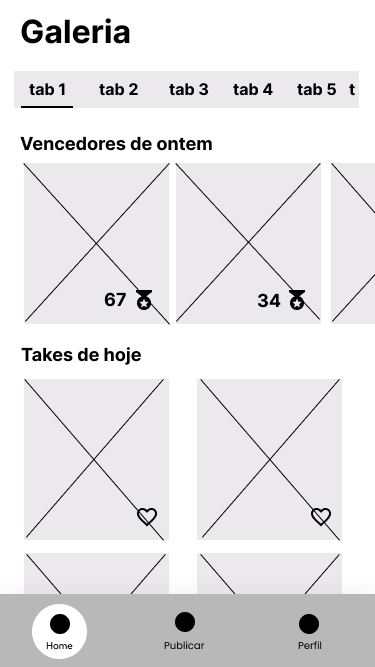 Galeria
tab 1 tab 2 tab 3 tab 4 tab 5 t
Vencedores de ontem
67 34
Takes de hoje
Home Publicar Perfil